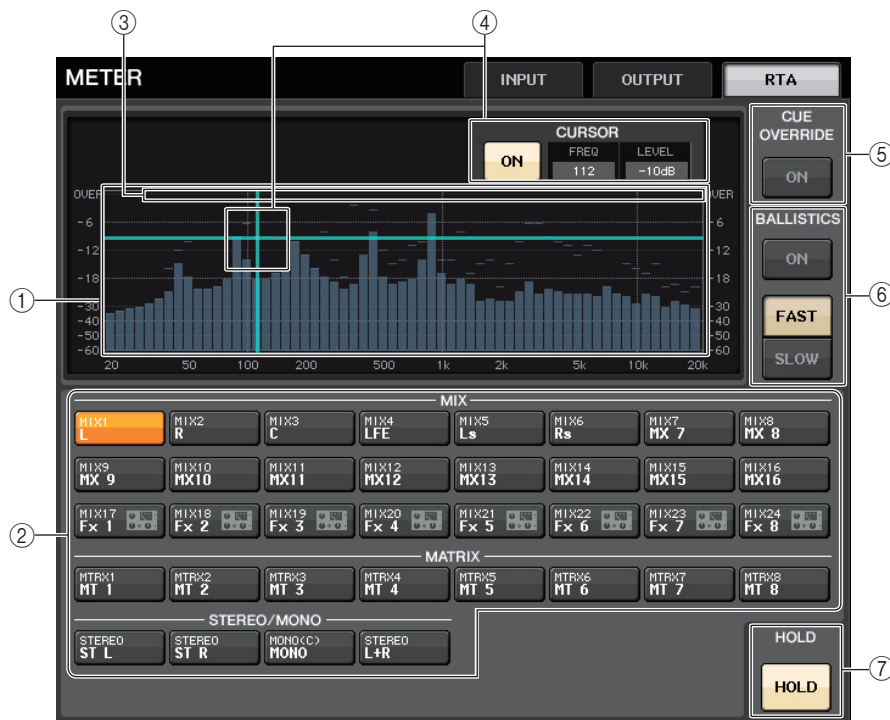 ③ ④
METER INPUT OUTPUT RTA
CURSOR
ON FREQ 112 LEVEL -10dB
CUE
OVERRIDE
ON
⑤
OVER OVER
-6 -6
-12 -12
-18 -18
-30 -30
-40 -40
-50 -50
-60 -60
20 50 100 200 500 1k 2k 5k 10k 20k
①
BALLISTICS
ON
FAST
SLOW
⑥
MIX
MIX1 MIX2 MIX3 MIX4 MIX5 MIX6 MIX7 MIX8
L R C LFE Ls Rs MX 7 MX 8
MIX9 MIX10 MIX11 MIX12 MIX13 MIX14 MIX15 MIX16
MX 9 MX10 MX11 MX12 MX13 MX14 MX15 MX16
MIX17 MIX18 MIX19 MIX20 MIX21 MIX22 MIX23 MIX24
Fx 1 Fx 2 Fx 3 Fx 4 Fx 5 Fx 6 Fx 7 Fx 8
②
MATRIX
MTRX1 MTRX2 MTRX3 MTRX4 MTRX5 MTRX6 MTRX7 MTRX8
MT 1 MT 2 MT 3 MT 4 MT 5 MT 6 MT 7 MT 8
STEREO/MONO
STEREO STEREO MONO(C) STEREO
ST L ST R MONO L+R
HOLD
HOLD
⑦